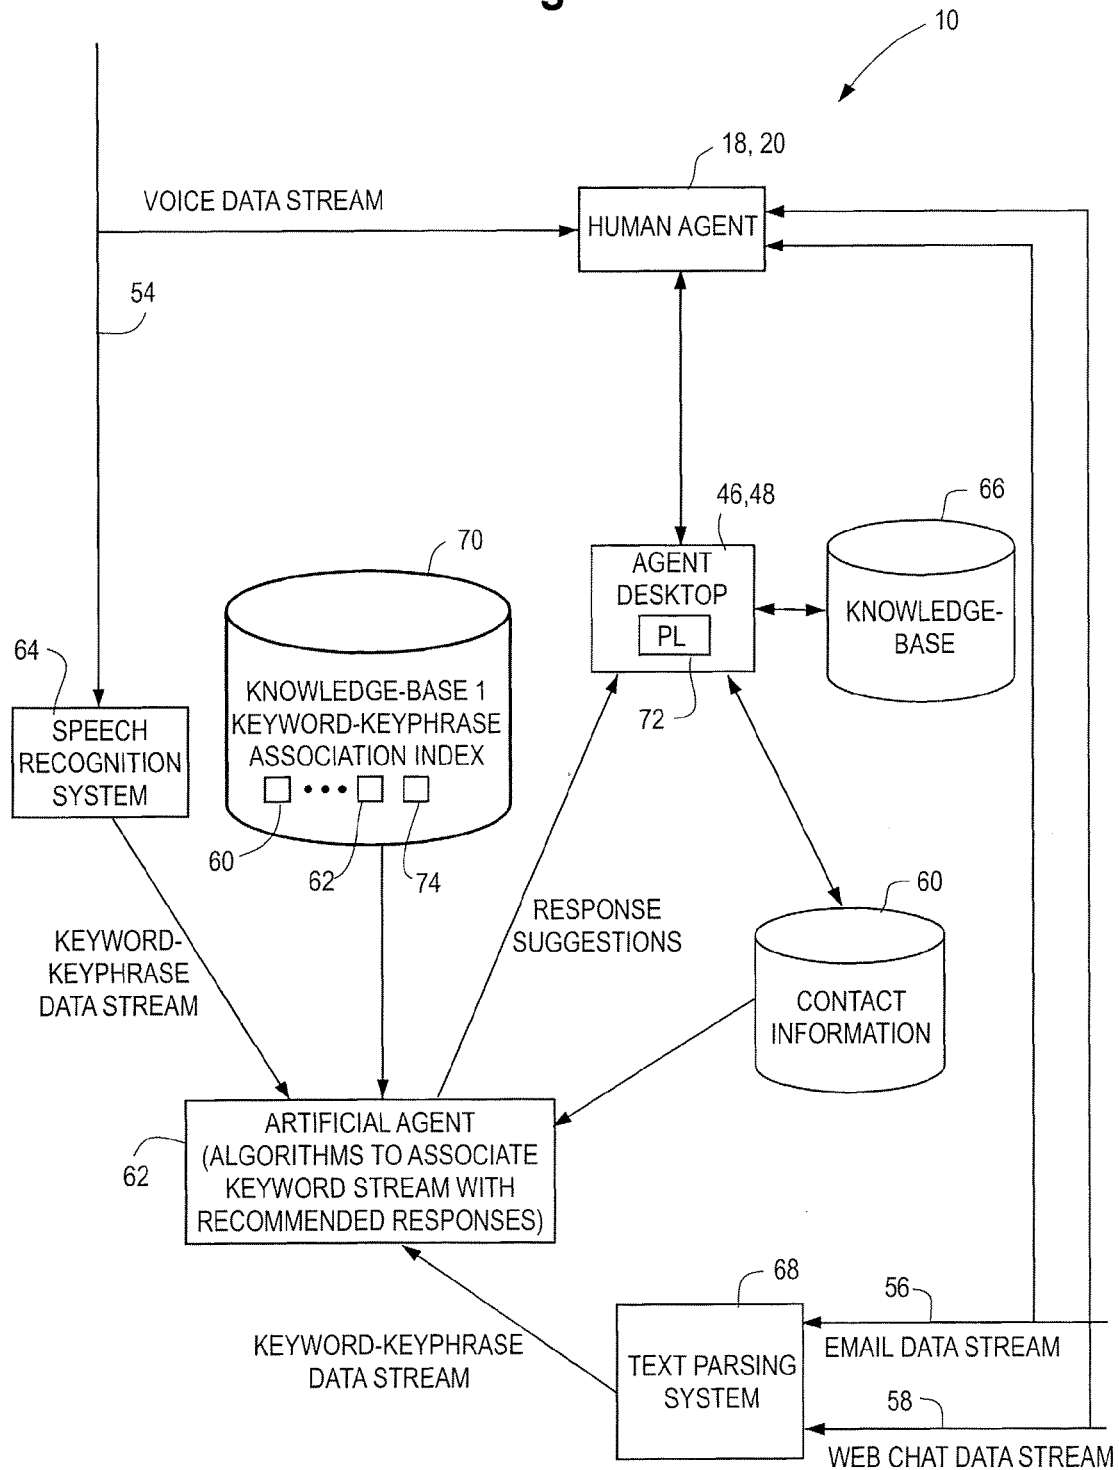 10
18, 20
VOICE DATA STREAM
HUMAN AGENT
54
46,48
66
70
AGENT
DESKTOP
PL
KNOWLEDGE-
BASE
64
72
SPEECH
RECOGNITION
SYSTEM
KNOWLEDGE-BASE 1
KEYWORD-KEYPHRASE
ASSOCIATION INDEX
60
62
74
60
RESPONSE
SUGGESTIONS
KEYWORD-
KEYPHRASE
DATA STREAM
CONTACT
INFORMATION
62
ARTIFICIAL AGENT
(ALGORITHMS TO ASSOCIATE
KEYWORD STREAM WITH
RECOMMENDED RESPONSES)
68
56
EMAIL DATA STREAM
KEYWORD-KEYPHRASE
DATA STREAM
TEXT PARSING
SYSTEM
58
WEB CHAT DATA STREAM